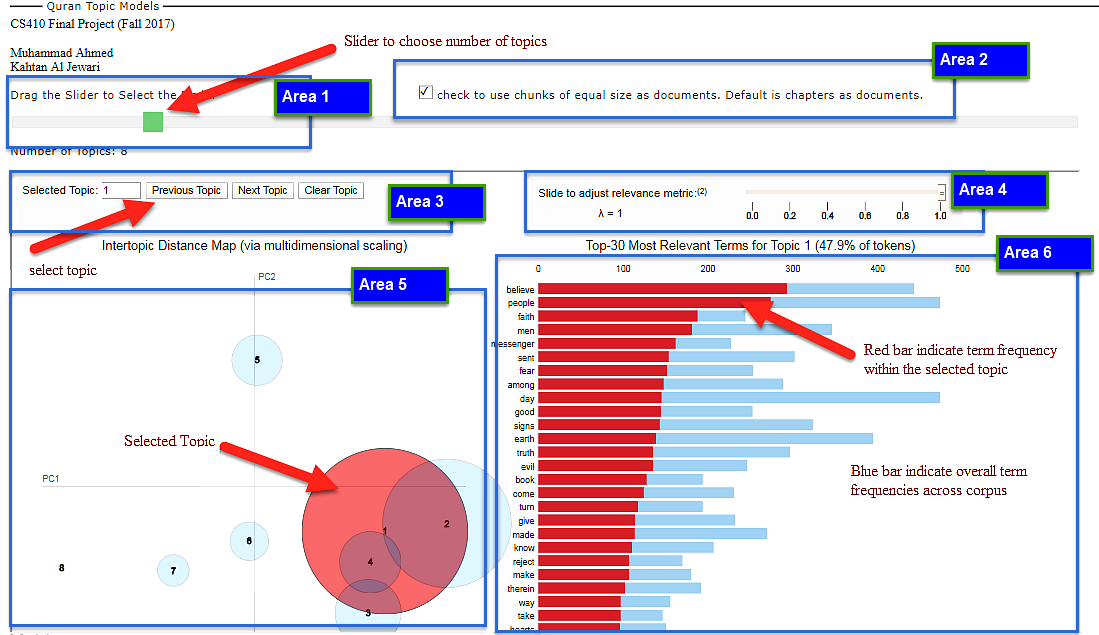 Quran Topic Models
CS410 Final Project (Fall 2017)
Muhammad Ahmed
Kahtan Al Jewari
Slider to choose number of topics
Drag the Slider to Select the
Area 1
check to use chunks of equal size as documents. Default is chapters as documents.
Area 2
Number of Topics: 8
Selected Topic: 1 Previous Topic Next Topic Clear Topic
Area 3
select topic
Slide to adjust relevance metric:(2)
λ = 1
0.0 0.2 0.4 0.6 0.8 1.0
Area 4
Intertopic Distance Map (via multidimensional scaling)
Area 5
PC2
PC1
5
Selected Topic
1
2
6
4
8
7
3
Top-30 Most Relevant Terms for Topic 1 (47.9% of tokens)
Area 6
0 100 200 300 400 500
believe
people
faith
men
messenger
sent
fear
among
day
good
signs
earth
truth
evil
book
come
turn
give
made
know
reject
make
therein
way
take
hearts
Red bar indicate term frequency
within the selected topic
Blue bar indicate overall term
frequencies across corpus